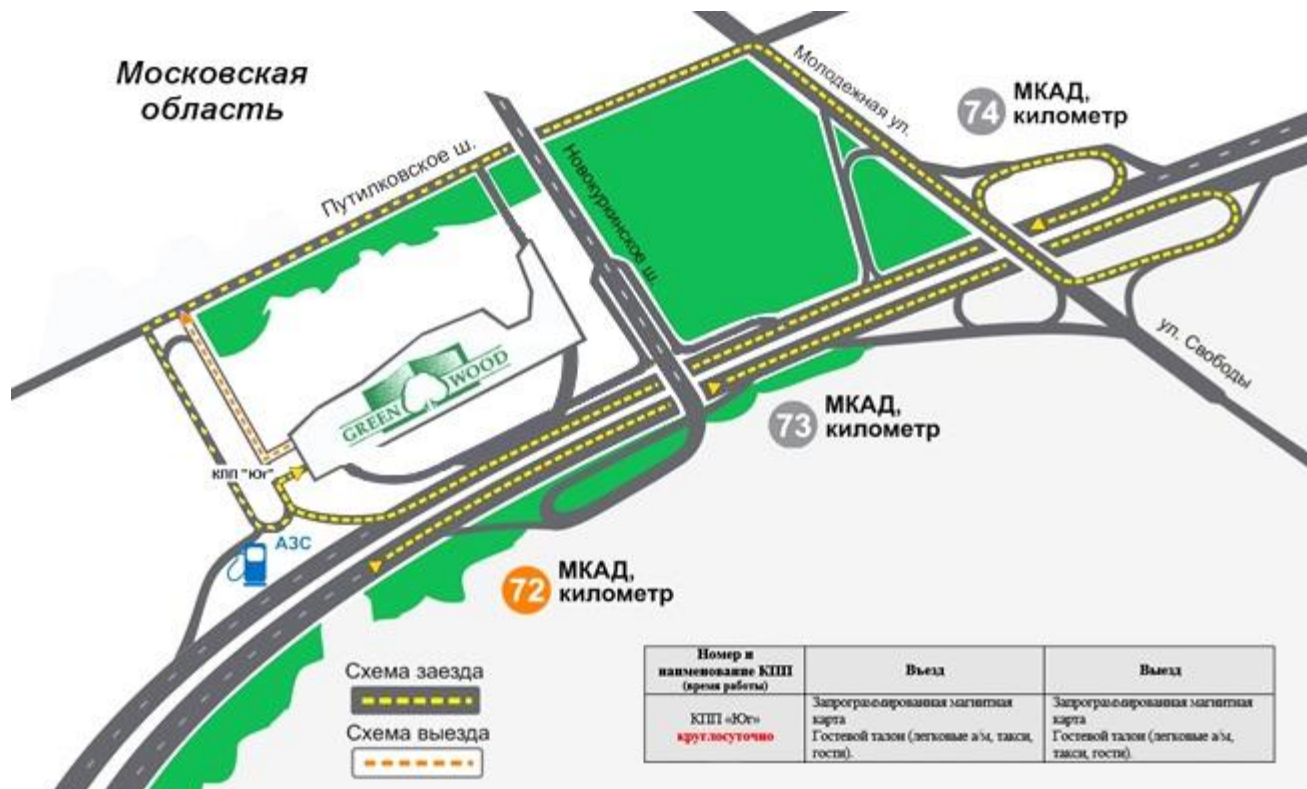 Московская
область
Путилковское ш.
Новокуркинское ш.
Молодежная ул.
74
МКАД,
километр
ул. Свободы
GREEN WOOD
КПП "Юг"
АЗС
73
МКАД,
километр
72
МКАД,
километр
Схема заезда
Схема выезда
Номер и
наименование КПП
(время работы)
Въезд
Выезд
КПП «Юг»
круглосуточно
Запрограммированная магнитная
карта
Гостевой талон (легковые а/м, такси,
гости).
Запрограммированная магнитная
карта
Гостевой талон (легковые а/м,
такси, гости).